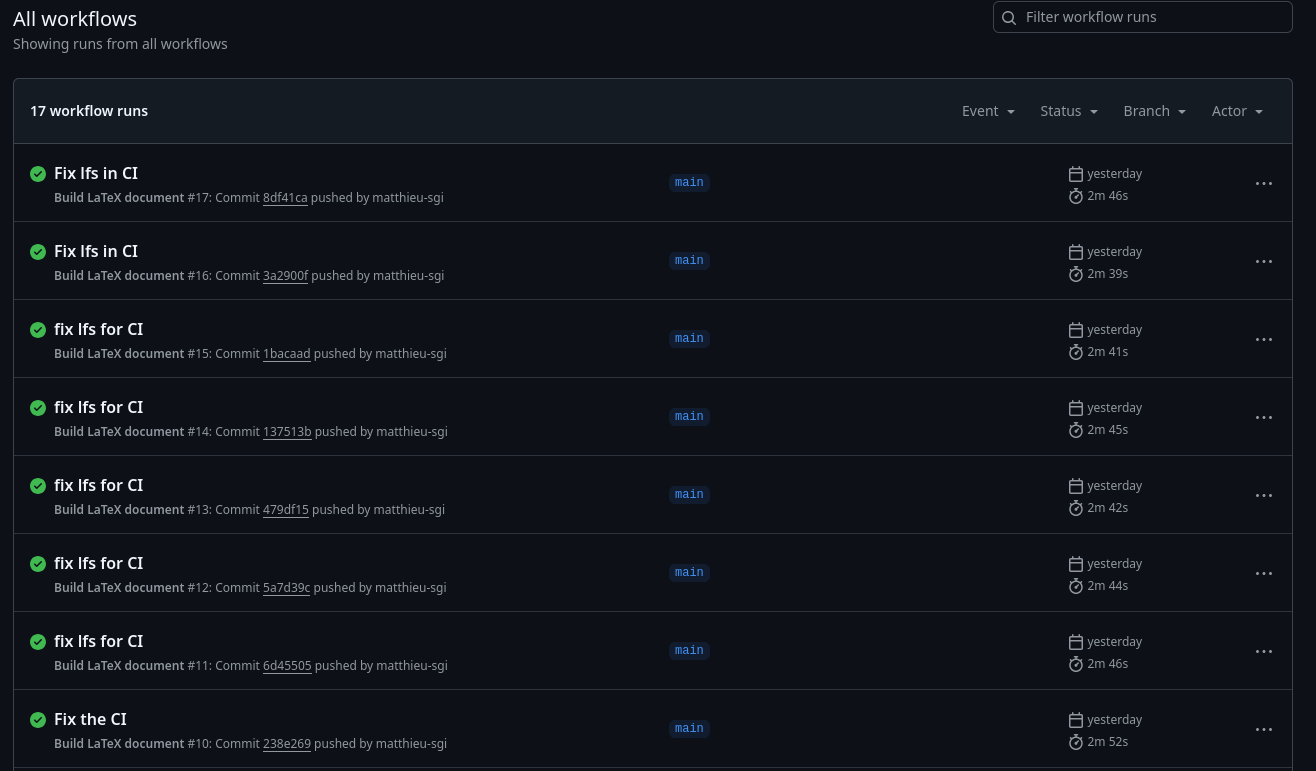 All workflows
Filter workflow runs
Showing runs from all workflows
17 workflow runs
Event
Status
Branch
Actor
Fix lfs in CI
Build LaTeX document #17: Commit 8df41ca pushed by matthieu-sgi
main
yesterday
2m 46s
Fix lfs in CI
Build LaTeX document #16: Commit 3a2900f pushed by matthieu-sgi
main
yesterday
2m 39s
fix lfs for CI
Build LaTeX document #15: Commit 1bacaad pushed by matthieu-sgi
main
yesterday
2m 41s
fix lfs for CI
Build LaTeX document #14: Commit 137513b pushed by matthieu-sgi
main
yesterday
2m 45s
fix lfs for CI
Build LaTeX document #13: Commit 479df15 pushed by matthieu-sgi
main
yesterday
2m 42s
fix lfs for CI
Build LaTeX document #12: Commit 5a7d39c pushed by matthieu-sgi
main
yesterday
2m 44s
fix lfs for CI
Build LaTeX document #11: Commit 6d45505 pushed by matthieu-sgi
main
yesterday
2m 46s
Fix the CI
Build LaTeX document #10: Commit 238e269 pushed by matthieu-sgi
main
yesterday
2m 52s